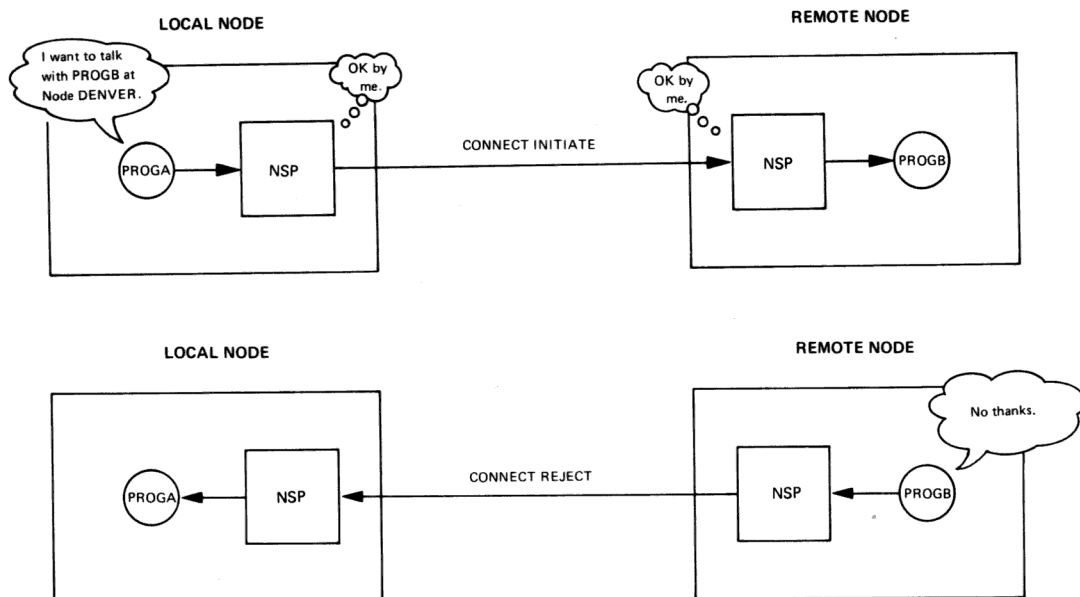 LOCAL NODE
REMOTE NODE
I want to talk
with PROGB at
Node DENVER.
OK by
me.
OK by
me.
PROGA
NSP
CONNECT INITIATE
NSP
PROGB
LOCAL NODE
REMOTE NODE
No thanks.
PROGA
NSP
CONNECT REJECT
NSP
PROGB